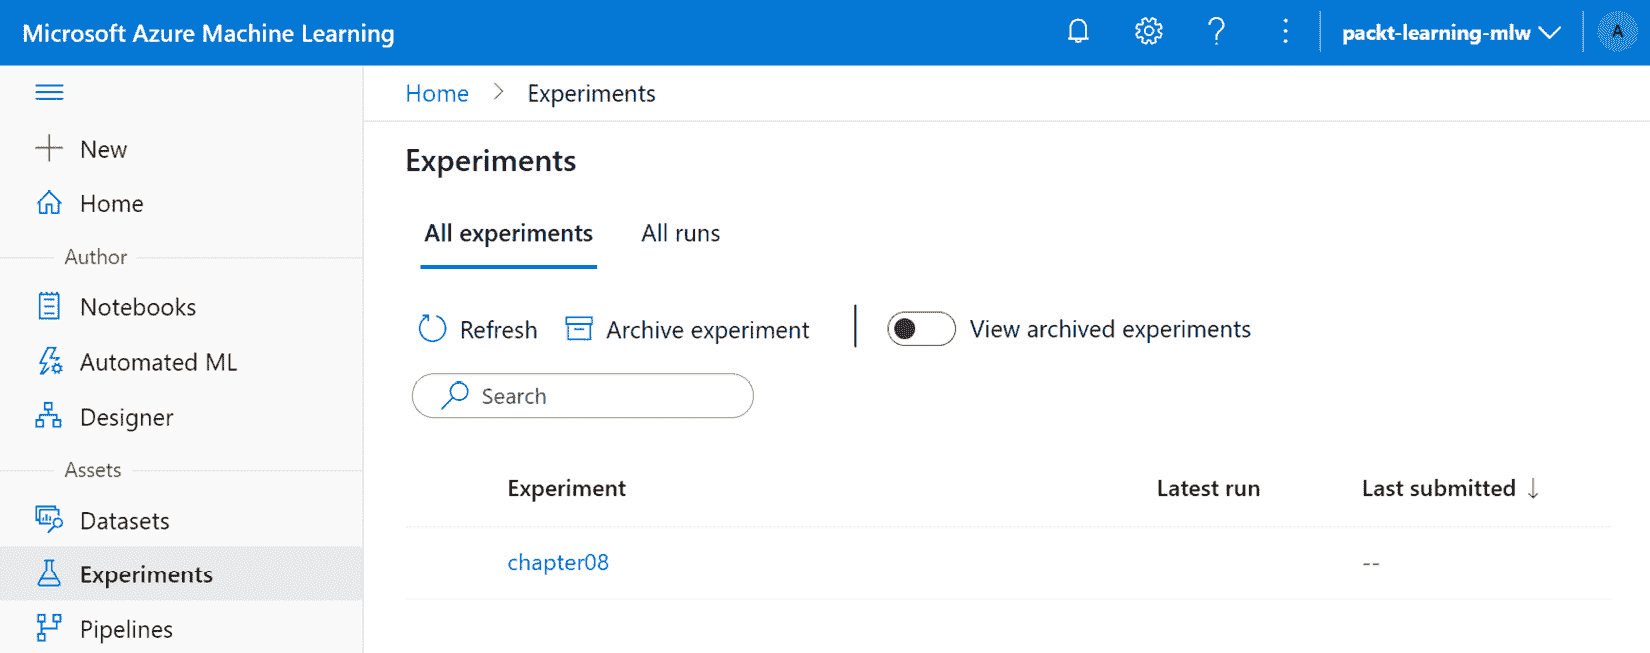 Microsoft Azure Machine Learning
packt-learning-mlw
A
New
Home
Author
Notebooks
Automated ML
Designer
Assets
Datasets
Experiments
Pipelines
Home > Experiments
Experiments
All experiments All runs
Refresh Archive experiment View archived experiments
Search
Experiment Latest run Last submitted ↓
chapter08 --